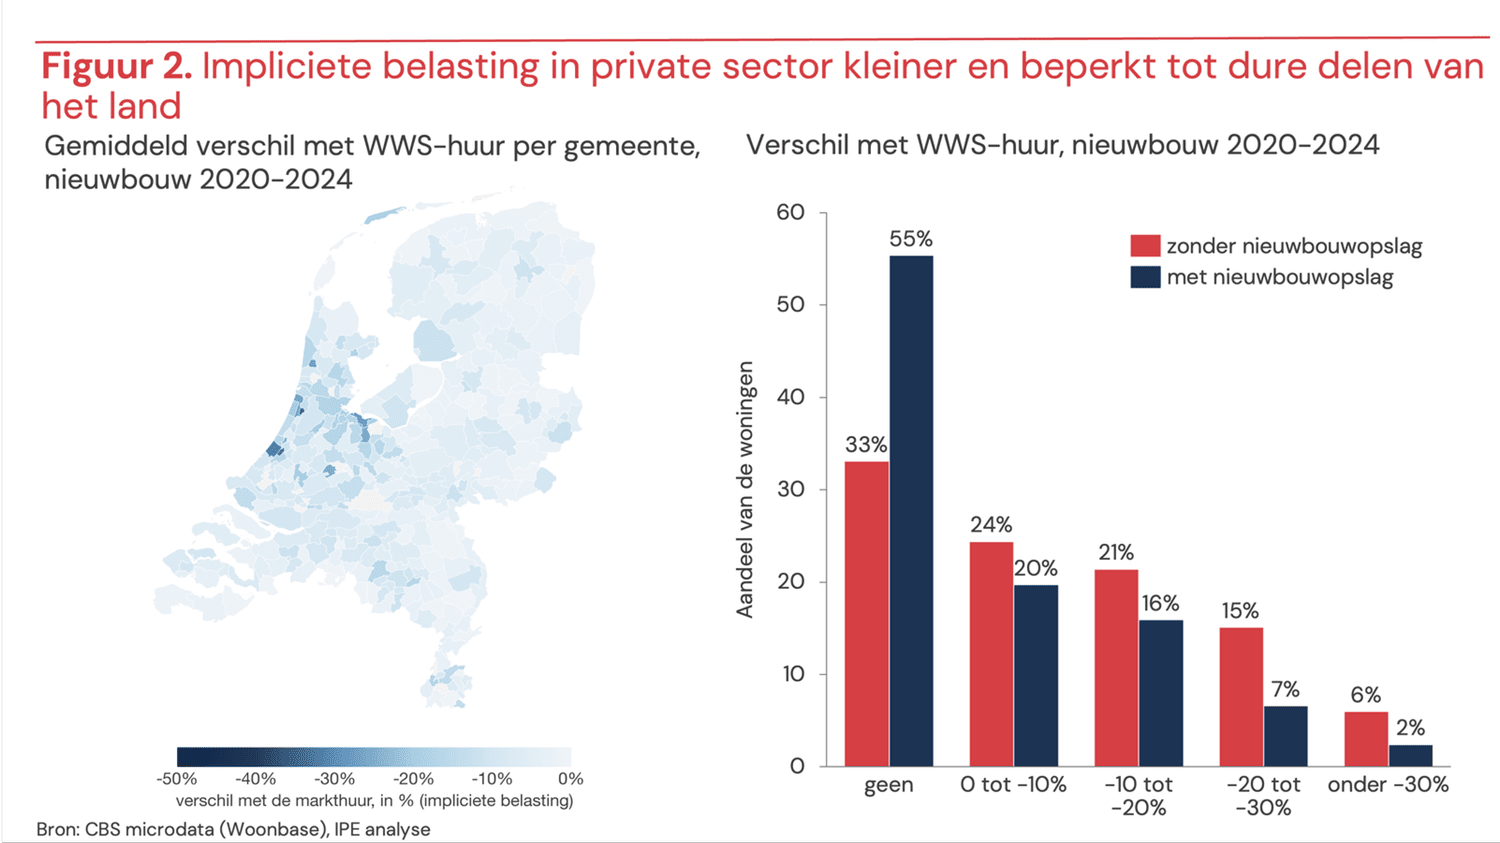 Figuur 2. Impliciete belasting in private sector kleiner en beperkt tot dure delen van
het land
Gemiddeld verschil met WWS-huur per gemeente,
nieuwbouw 2020-2024
-50% -40% -30% -20% -10% 0%
verschil met de markthuur, in % (impliciete belasting)
Verschil met WWS-huur, nieuwbouw 2020-2024
zonder nieuwbouwopslag
met nieuwbouwopslag
Aandeel van de woningen
60
50
40
30
20
10
0
33% 55%
24% 20%
21% 16%
15% 7%
6% 2%
geen 0 tot -10% -10 tot -20 tot onder -30%
-20% -30%
Bron: CBS microdata (Woonbase), IPE analyse